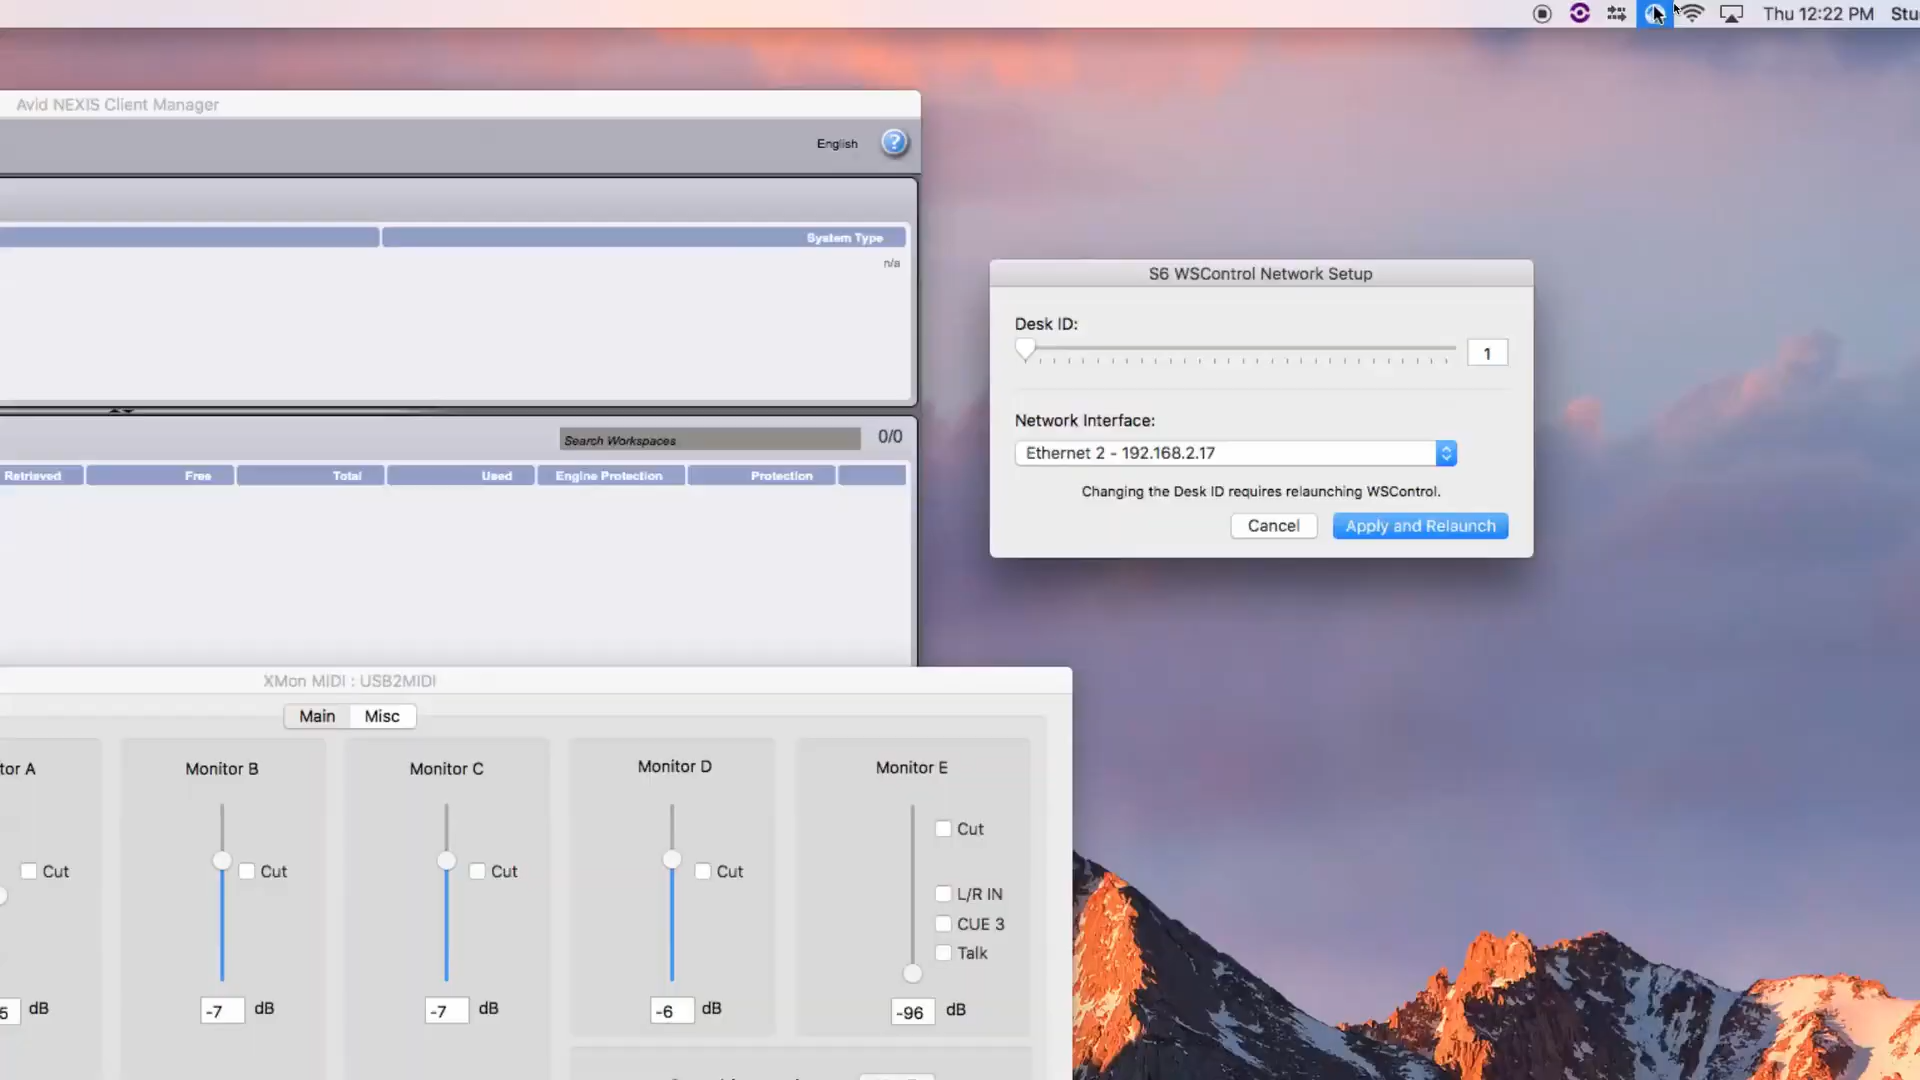 Thu 12:22 PM Stu
Avid NEXIS Client Manager
English
?
System Type
n/a
Search Workspaces 0/0
Retrieved Free Total Used Engine Protection Protection
S6 WSControl Network Setup
Desk ID:
1
Network Interface:
Ethernet 2 - 192.168.2.17
Changing the Desk ID requires relaunching WSControl.
Cancel Apply and Relaunch
XMon MIDI : USB2MIDI
Main Misc
tor A Monitor B Monitor C Monitor D Monitor E
Cut
Cut Cut Cut Cut
L/R IN
CUE 3
Talk
5 dB -7 dB -7 dB -6 dB -96 dB